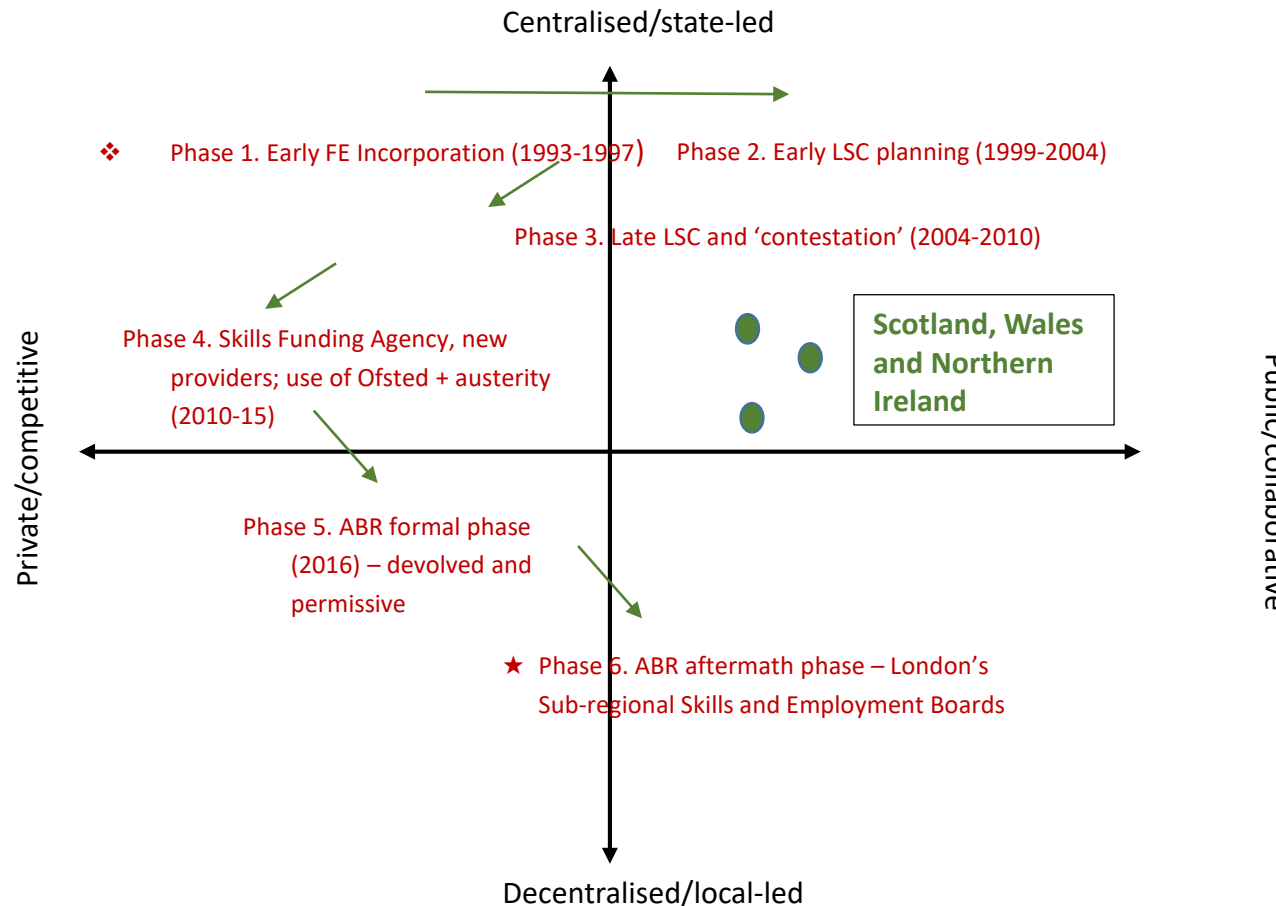 Centralised/state-led
Phase 1. Early FE Incorporation (1993-1997)
Phase 2. Early LSC planning (1999-2004)
Phase 3. Late LSC and ‘contestation’ (2004-2010)
Scotland, Wales
and Northern
Ireland
Phase 4. Skills Funding Agency, new
providers; use of Ofsted + austerity
(2010-15)
Private/competitive
Public/collaborative
Phase 5. ABR formal phase
(2016) – devolved and
permissive
Phase 6. ABR aftermath phase – London’s
Sub-regional Skills and Employment Boards
Decentralised/local-led